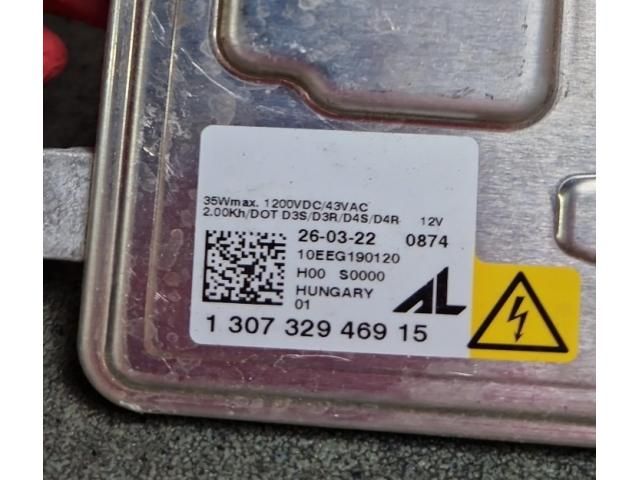 35Wmax. 1200VDC/43VAC
2.00Kh/DOT D3S/D3R/D4S/D4R 12V
26-03-22 0874
10EEG190120
H00 S0000
HUNGARY
01
AL
1 307 329 469 15